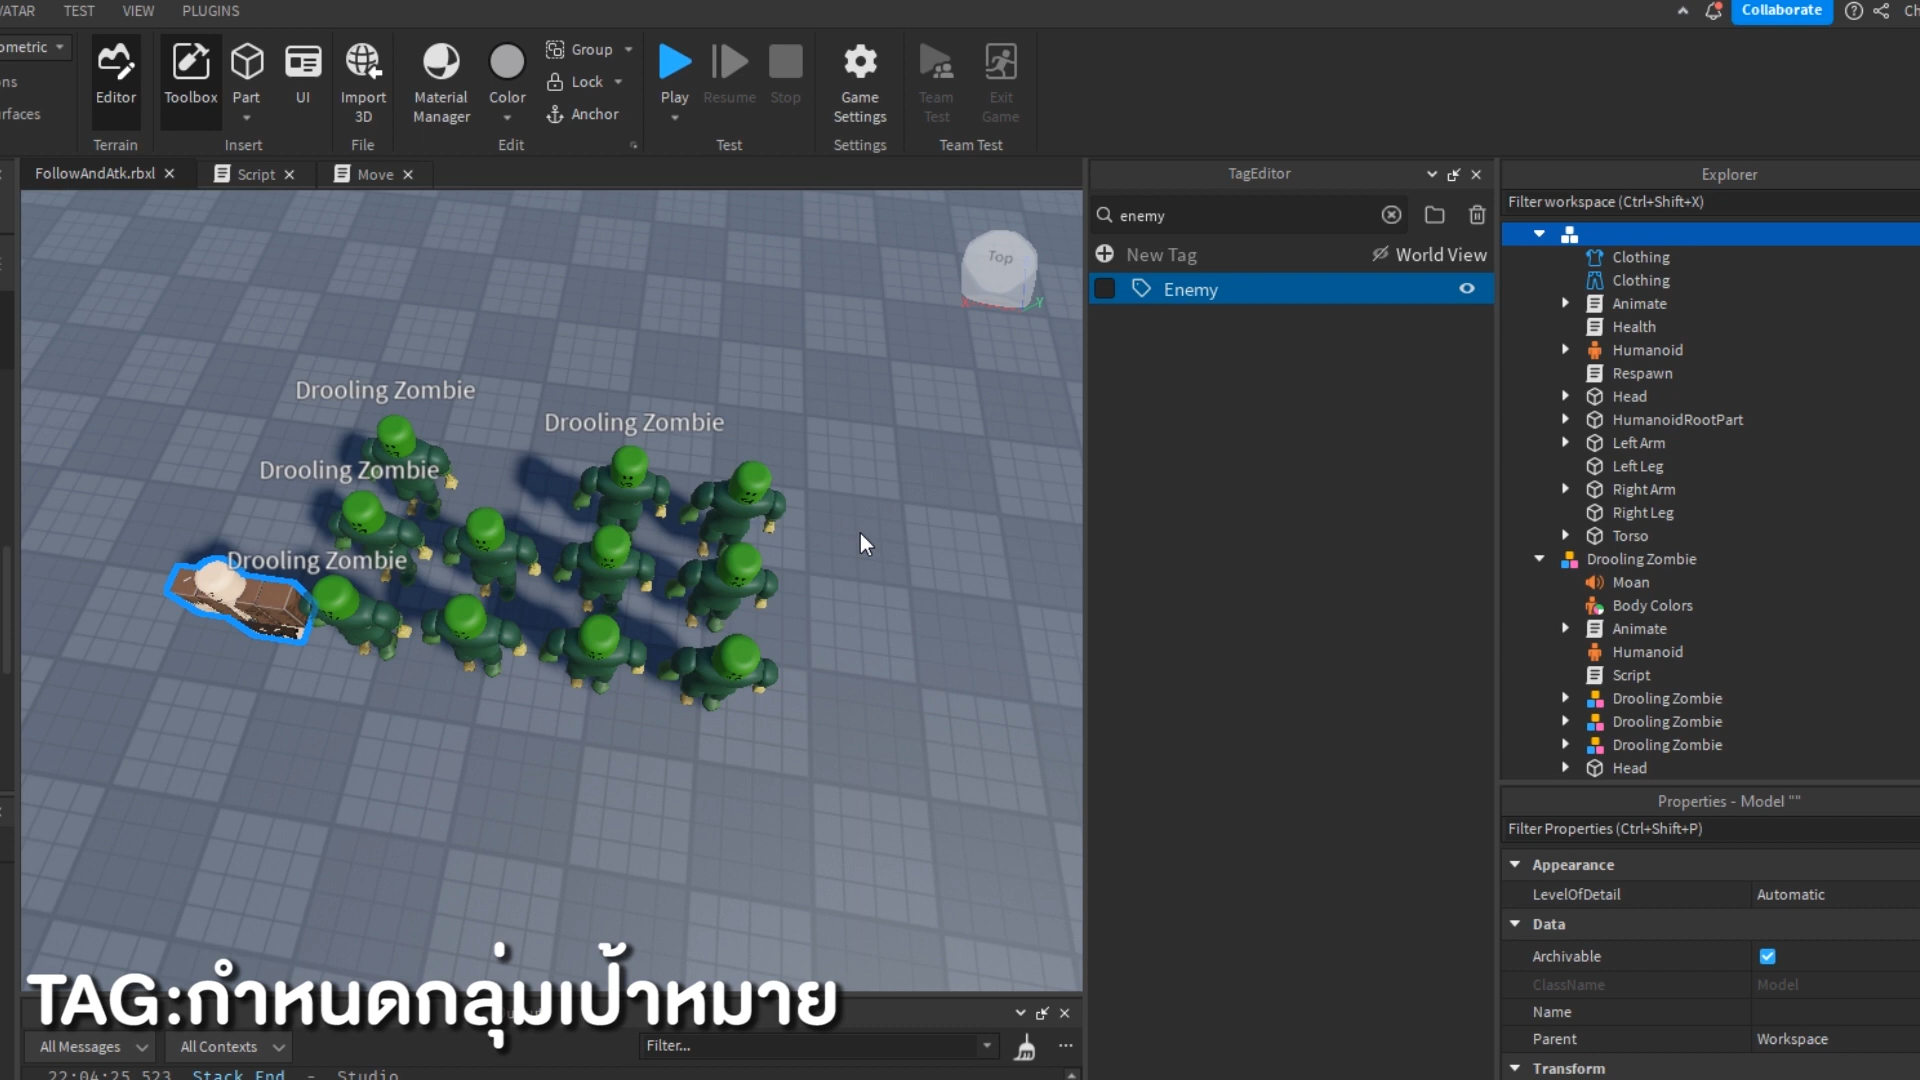 TEST VIEW PLUGINS
Collaborate
Editor
Toolbox
Part
UI
Import
3D
Material
Manager
Color
Group
Lock
Anchor
Play
Resume
Stop
Game
Settings
Team
Test
Exit
Game
Terrain
Insert
File
Edit
Test
Settings
Team Test
FollowAndAtk.rbxl
Script
Move
TagEditor
enemy
New Tag
World View
Enemy
Top
Drooling Zombie
Drooling Zombie
Drooling Zombie
Drooling Zombie
TAG:กำหนดกลุ่มเป้าหมาย
All Messages
All Contexts
Filter...
22:04:25.523 Stack End - Studio
Explorer
Filter workspace (Ctrl+Shift+X)
Clothing
Clothing
Animate
Health
Humanoid
Respawn
Head
HumanoidRootPart
Left Arm
Left Leg
Right Arm
Right Leg
Torso
Drooling Zombie
Moan
Body Colors
Animate
Humanoid
Script
Drooling Zombie
Drooling Zombie
Drooling Zombie
Head
Properties - Model ""
Filter Properties (Ctrl+Shift+P)
Appearance
LevelOfDetail Automatic
Data
Archivable
ClassName Model
Name
Parent Workspace
Transform